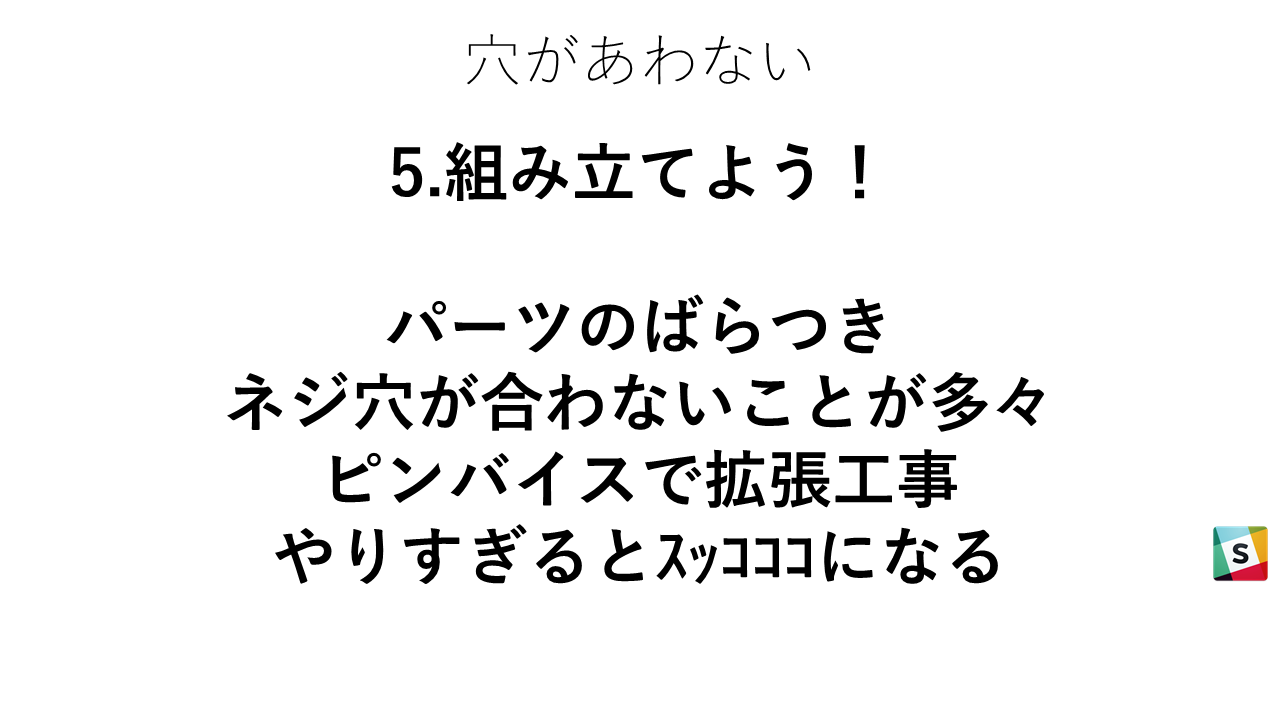 穴があわない
5.組み立てよう！
パーツのばらつき
ネジ穴が合わないことが多々
ピンバイスで拡張工事
やりすぎるとｽｯｺｺｺになる
S